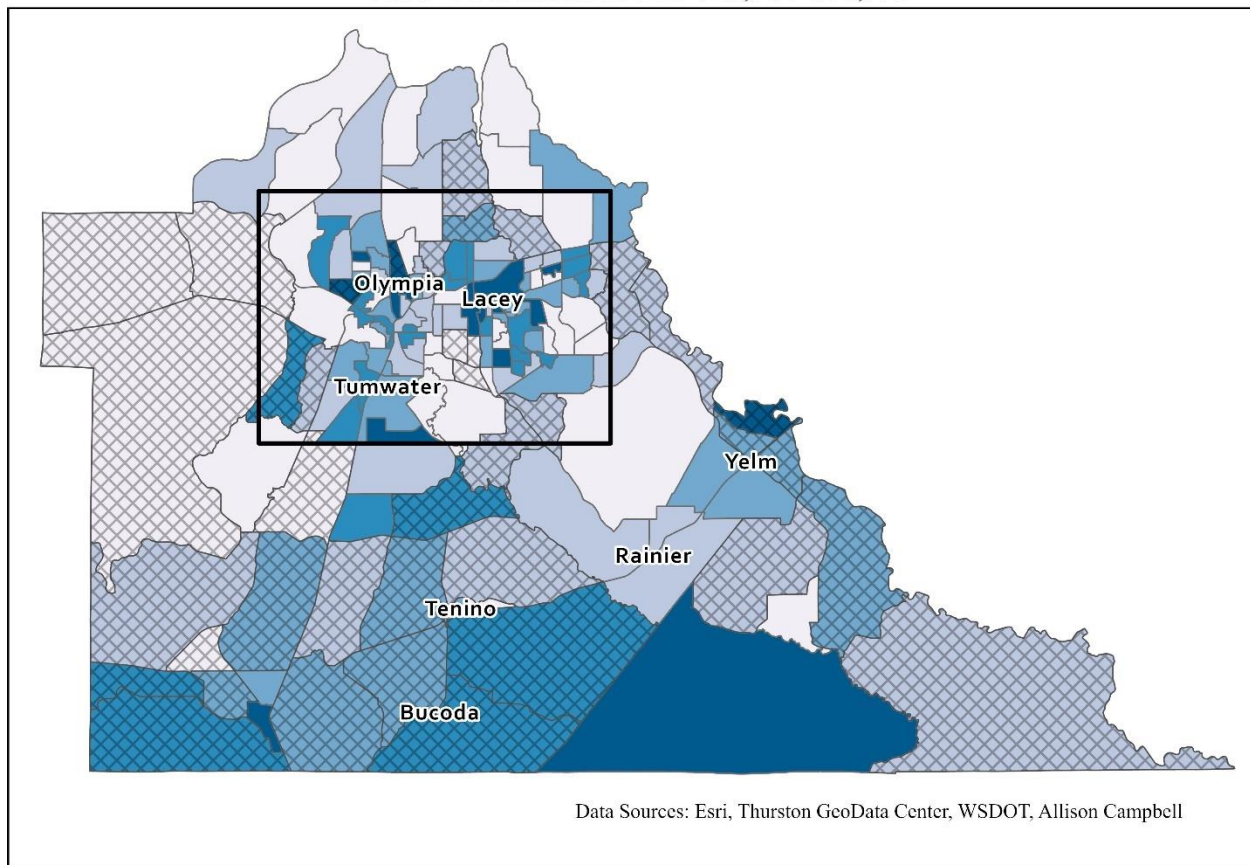 Olympia
Lacey
Tumwater
Yelm
Rainier
Tenino
Bucoda
Data Sources: Esri, Thurston GeoData Center, WSDOT, Allison Campbell